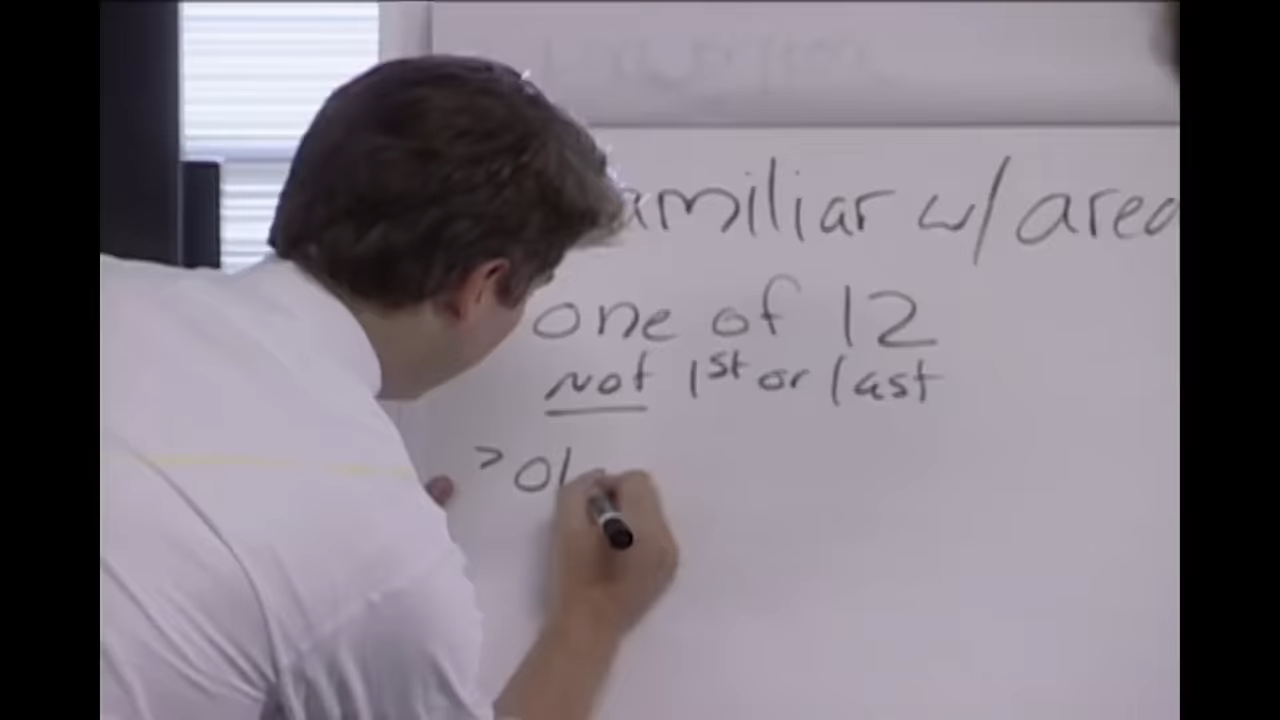 amiliar w/ area
one of 12
not 1st or last
> ol